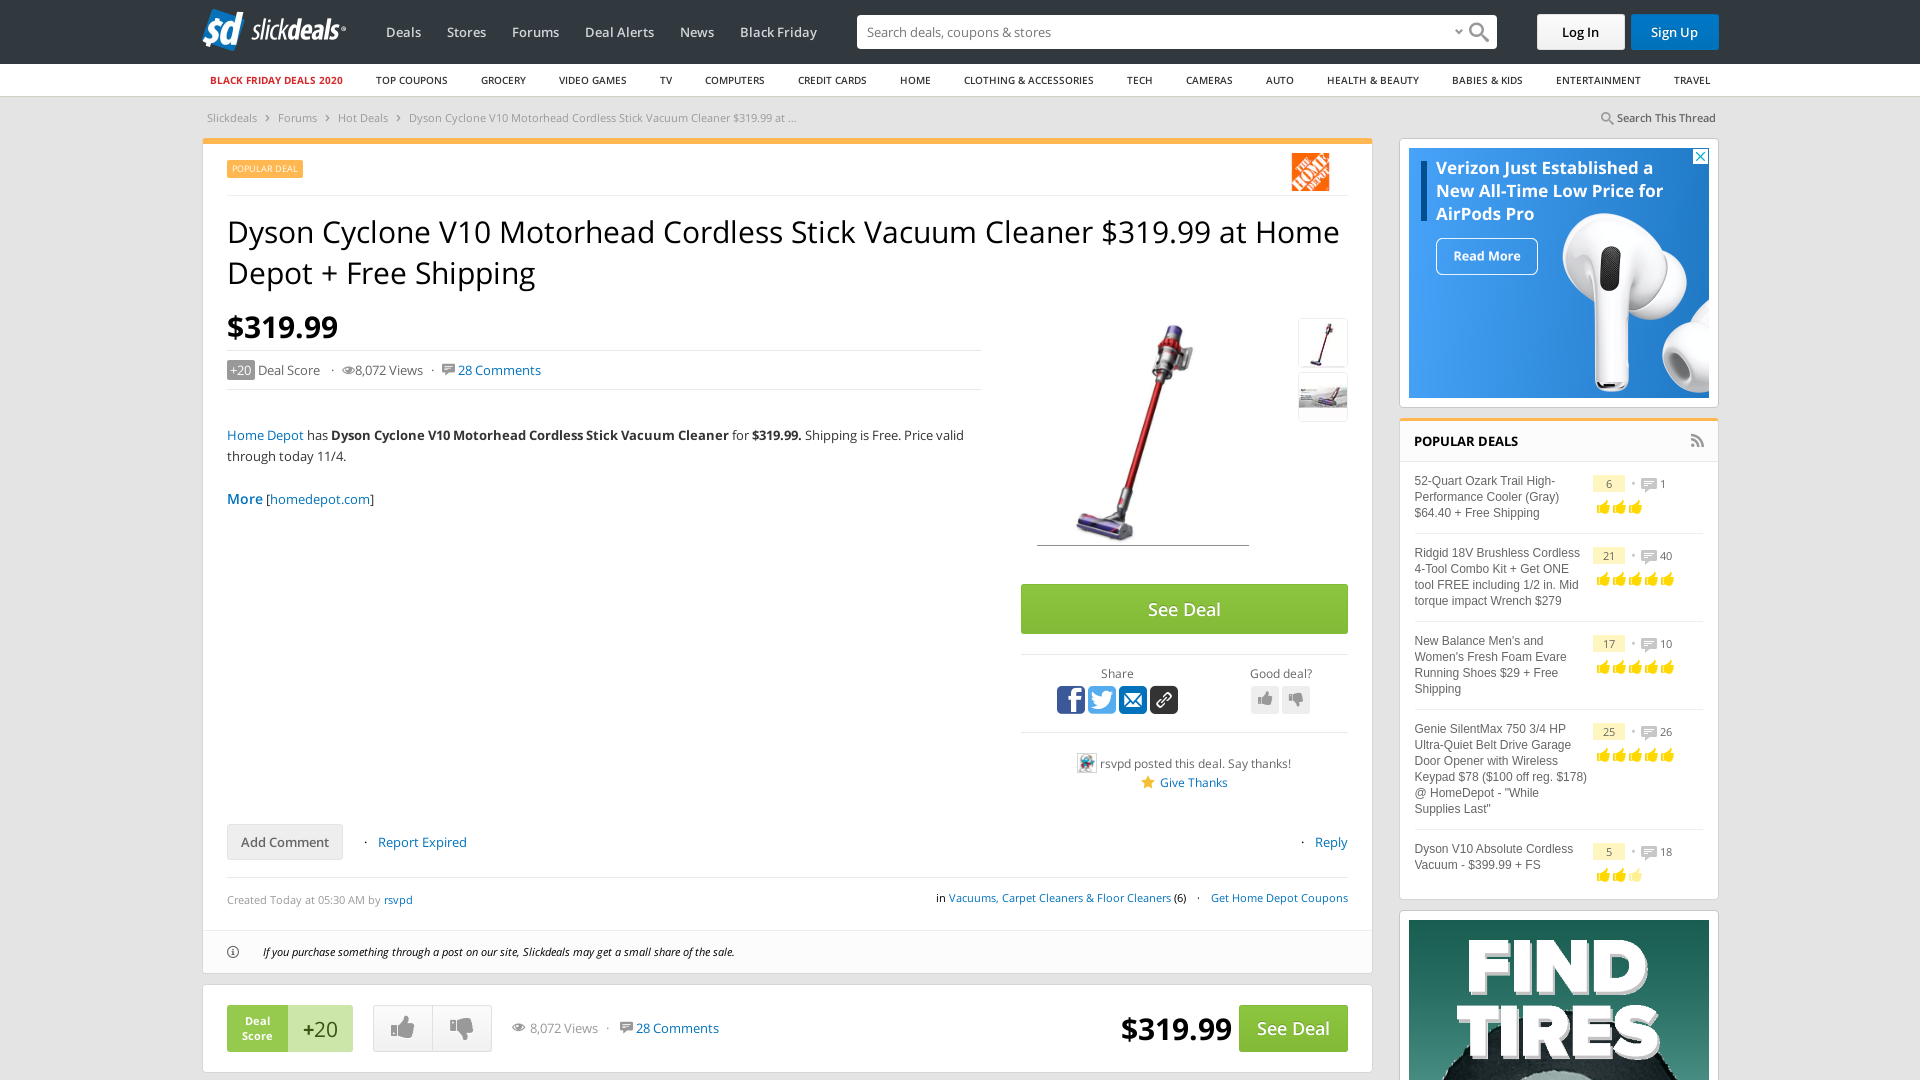 sd slickdeals
Deals Stores Forums Deal Alerts News Black Friday
Search deals, coupons & stores
Log In
Sign Up
BLACK FRIDAY DEALS 2020 TOP COUPONS GROCERY VIDEO GAMES TV COMPUTERS CREDIT CARDS HOME CLOTHING & ACCESSORIES TECH CAMERAS AUTO HEALTH & BEAUTY BABIES & KIDS ENTERTAINMENT TRAVEL
Slickdeals › Forums › Hot Deals › Dyson Cyclone V10 Motorhead Cordless Stick Vacuum Cleaner $319.99 at ...
Search This Thread
POPULAR DEAL
THE HOME DEPOT
Dyson Cyclone V10 Motorhead Cordless Stick Vacuum Cleaner $319.99 at Home
Depot + Free Shipping
$319.99
+20 Deal Score · 8,072 Views · 28 Comments
Home Depot has Dyson Cyclone V10 Motorhead Cordless Stick Vacuum Cleaner for $319.99. Shipping is Free. Price valid
through today 11/4.
More [homedepot.com]
See Deal
Share
Good deal?
rsvpd posted this deal. Say thanks!
Give Thanks
Add Comment · Report Expired
· Reply
Created Today at 05:30 AM by rsvpd
in Vacuums, Carpet Cleaners & Floor Cleaners (6) · Get Home Depot Coupons
If you purchase something through a post on our site, Slickdeals may get a small share of the sale.
Deal
Score
+20
8,072 Views · 28 Comments
$319.99
See Deal
Verizon Just Established a
New All-Time Low Price for
AirPods Pro
Read More
POPULAR DEALS
52-Quart Ozark Trail High-
Performance Cooler (Gray)
$64.40 + Free Shipping
6 • 1
Ridgid 18V Brushless Cordless
4-Tool Combo Kit + Get ONE
tool FREE including 1/2 in. Mid
torque impact Wrench $279
21 • 40
New Balance Men's and
Women's Fresh Foam Evare
Running Shoes $29 + Free
Shipping
17 • 10
Genie SilentMax 750 3/4 HP
Ultra-Quiet Belt Drive Garage
Door Opener with Wireless
Keypad $78 ($100 off reg. $178)
@ HomeDepot - "While
Supplies Last"
25 • 26
Dyson V10 Absolute Cordless
Vacuum - $399.99 + FS
5 • 18
FIND
TIRES